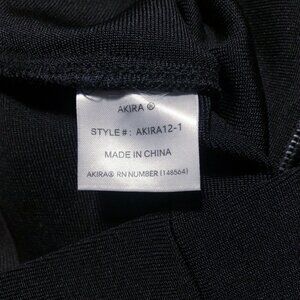 AKIRA ®
STYLE#: AKIRA12-1
MADE IN CHINA
AKIRA® RN NUMBER (148564)